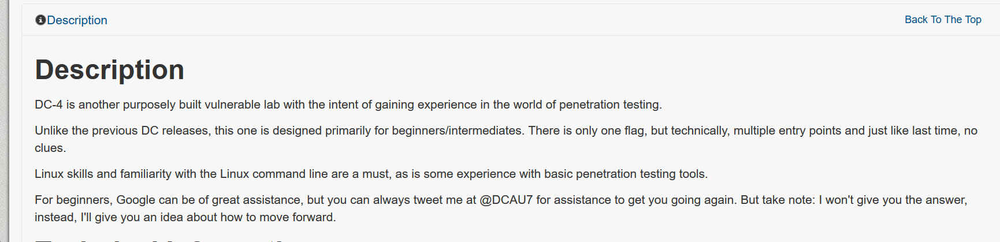 Description
Back To The Top
Description
DC-4 is another purposely built vulnerable lab with the intent of gaining experience in the world of penetration testing.
Unlike the previous DC releases, this one is designed primarily for beginners/intermediates. There is only one flag, but technically, multiple entry points and just like last time, no
clues.
Linux skills and familiarity with the Linux command line are a must, as is some experience with basic penetration testing tools.
For beginners, Google can be of great assistance, but you can always tweet me at @DCAU7 for assistance to get you going again. But take note: I won't give you the answer,
instead, I'll give you an idea about how to move forward.